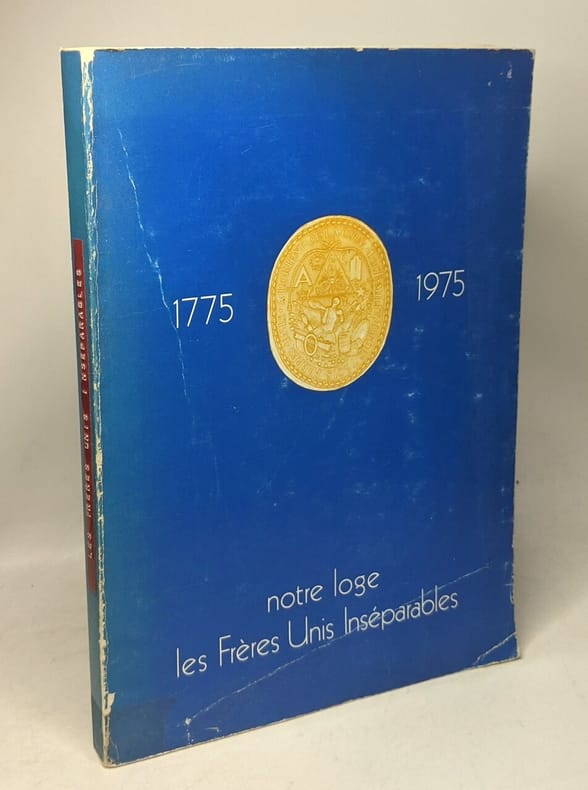 1775
1975
notre loge
les Frères Unis Inséparables
LES FRERES UNIS INSEPARABLES